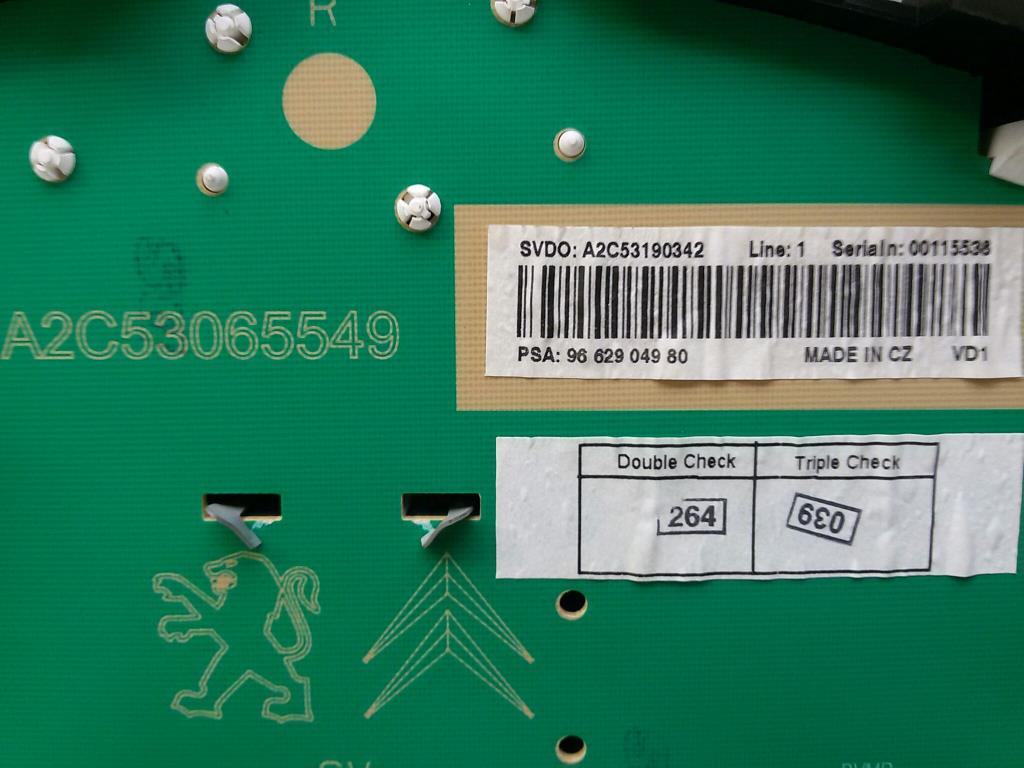 R
SVDO: A2C53190342 Line: 1 Serialn: 00115538
A2C53065549
PSA: 96 629 049 80 MADE IN CZ VD1
Double Check Triple Check
264 039